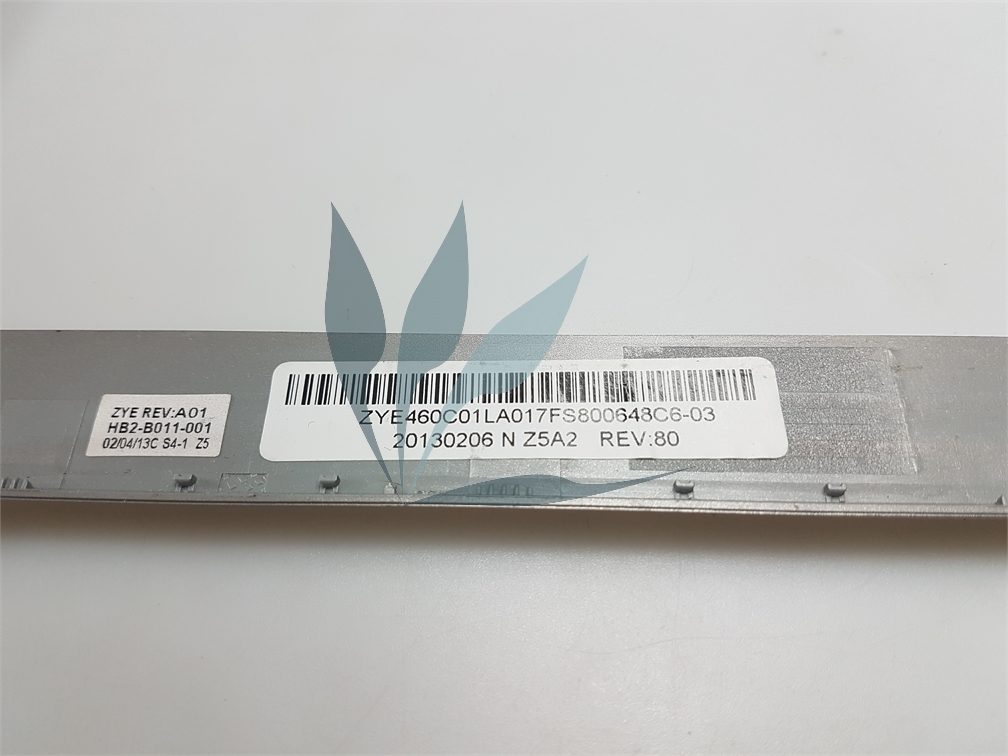 ZYE REV:A01
HB2-B011-001
02/04/13C S4-1 Z5
ZYE460C01LA017FS800648C6-03
20130206 N Z5A2 REV:80